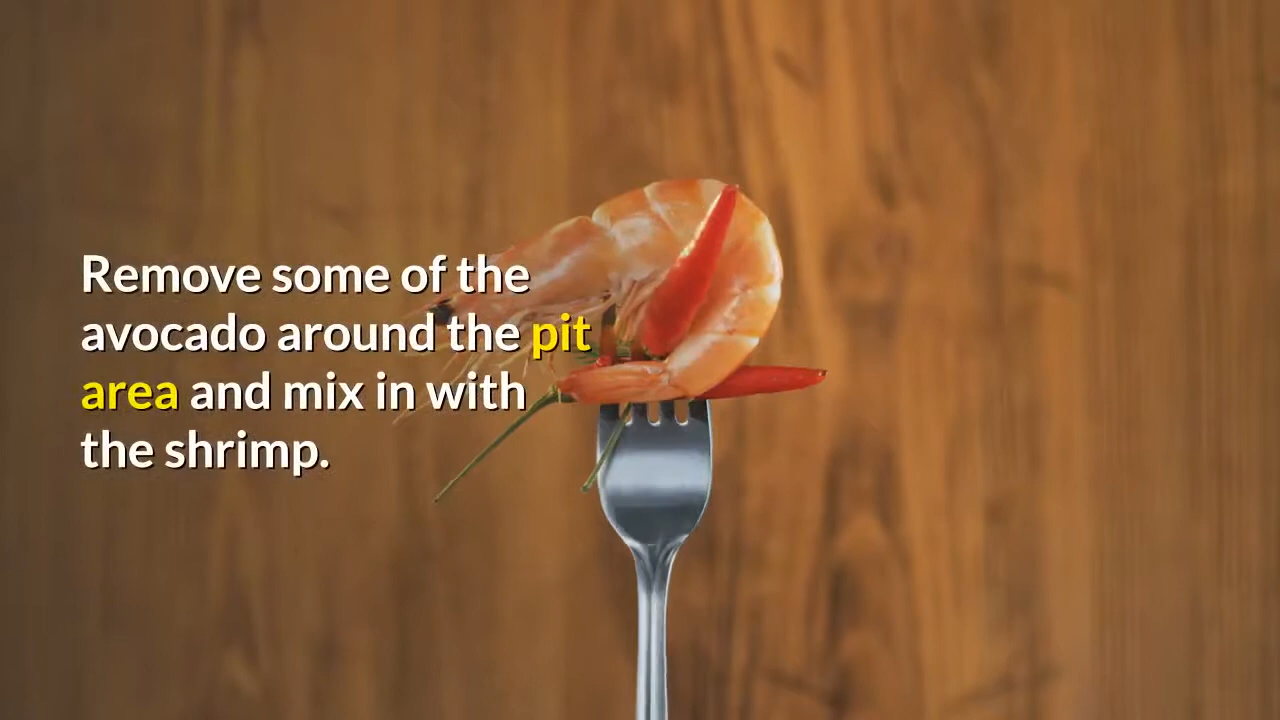 Remove some of the
avocado around the pit
area and mix in with
the shrimp.